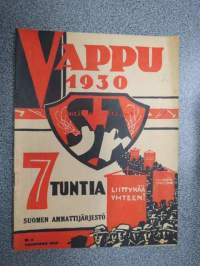 VAPPU
1930
LIITTYKÄÄ
YHTEEN
7
TUNTIA
SUOMEN AMMATTIJÄRJESTÖ